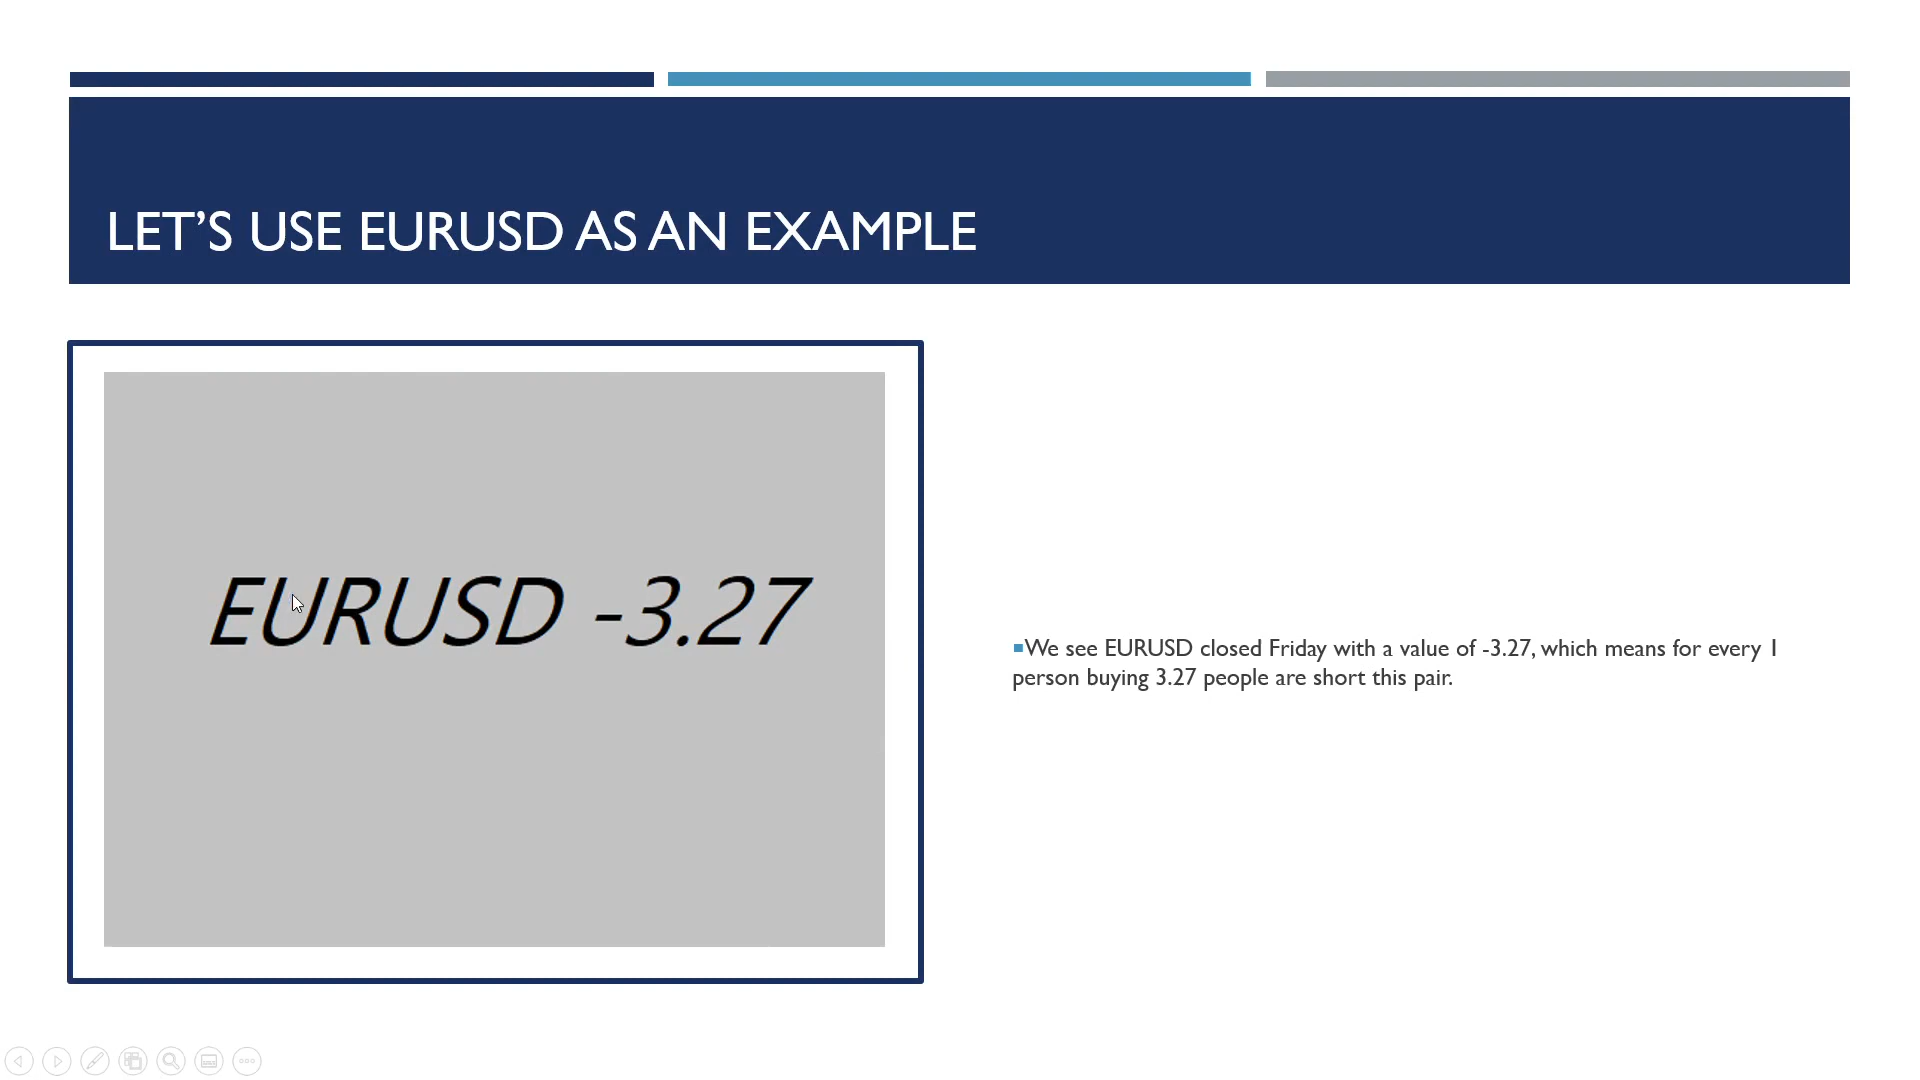 LET’S USE EURUSD AS AN EXAMPLE
EURUSD -3.27
▪We see EURUSD closed Friday with a value of -3.27, which means for every 1
person buying 3.27 people are short this pair.